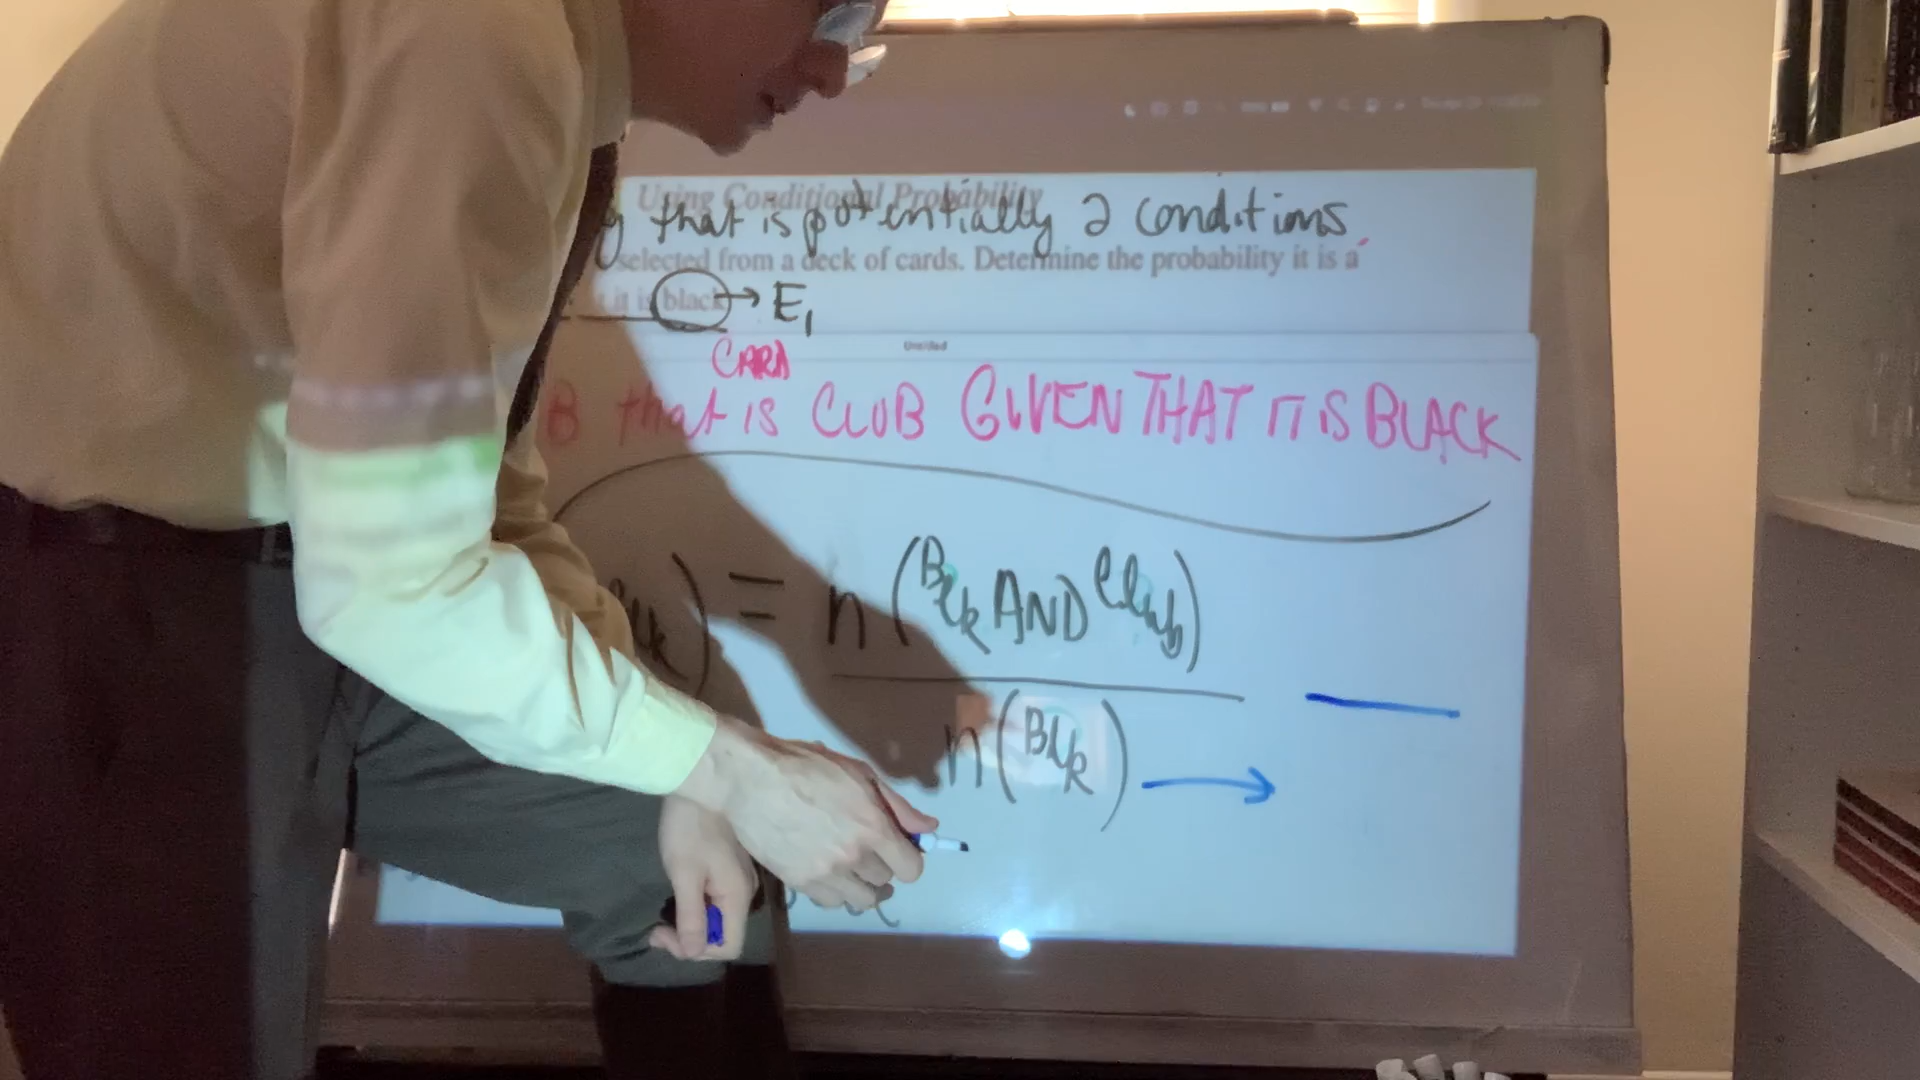 Using Conditional Probability
that is potentially 2 conditions
selected from a deck of cards. Determine the probability it is a
it is black → E1
Untitled
CARD
B that is CLUB GIVEN THAT IT IS BLACK
Blk) = n(Blk AND Club)
n(Blk) →